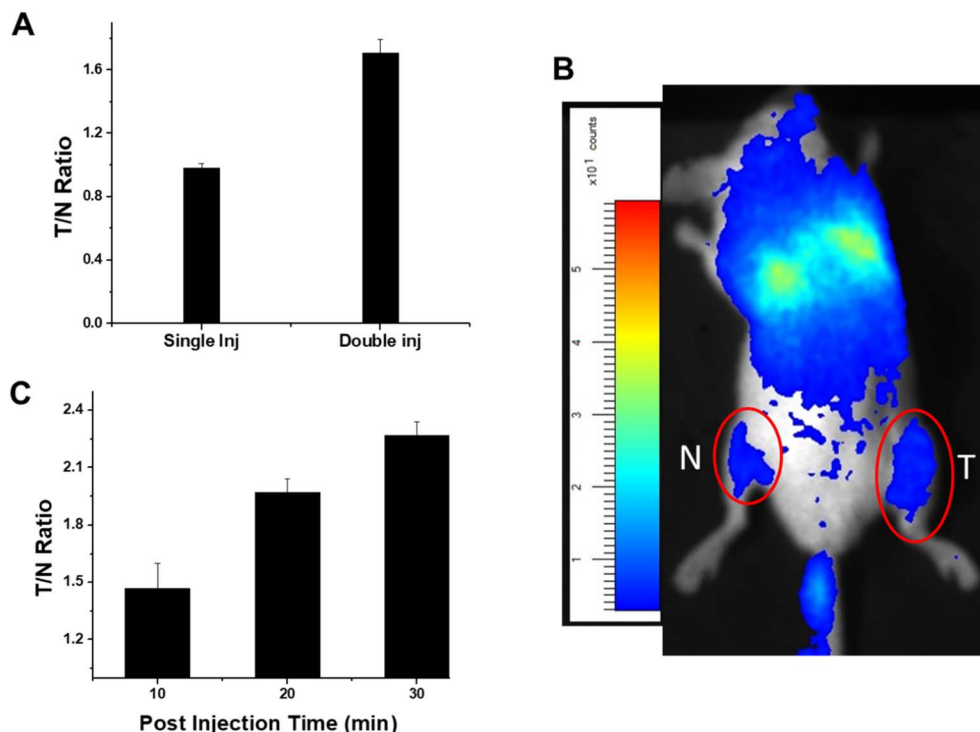 A
T/N Ratio
1.6
1.2
0.8
0.4
0.0
Single Inj
Double inj
B
x10¹ counts
5
4
3
2
1
N
T
C
T/N Ratio
2.4
2.1
1.8
1.5
1.2
10
20
30
Post Injection Time (min)